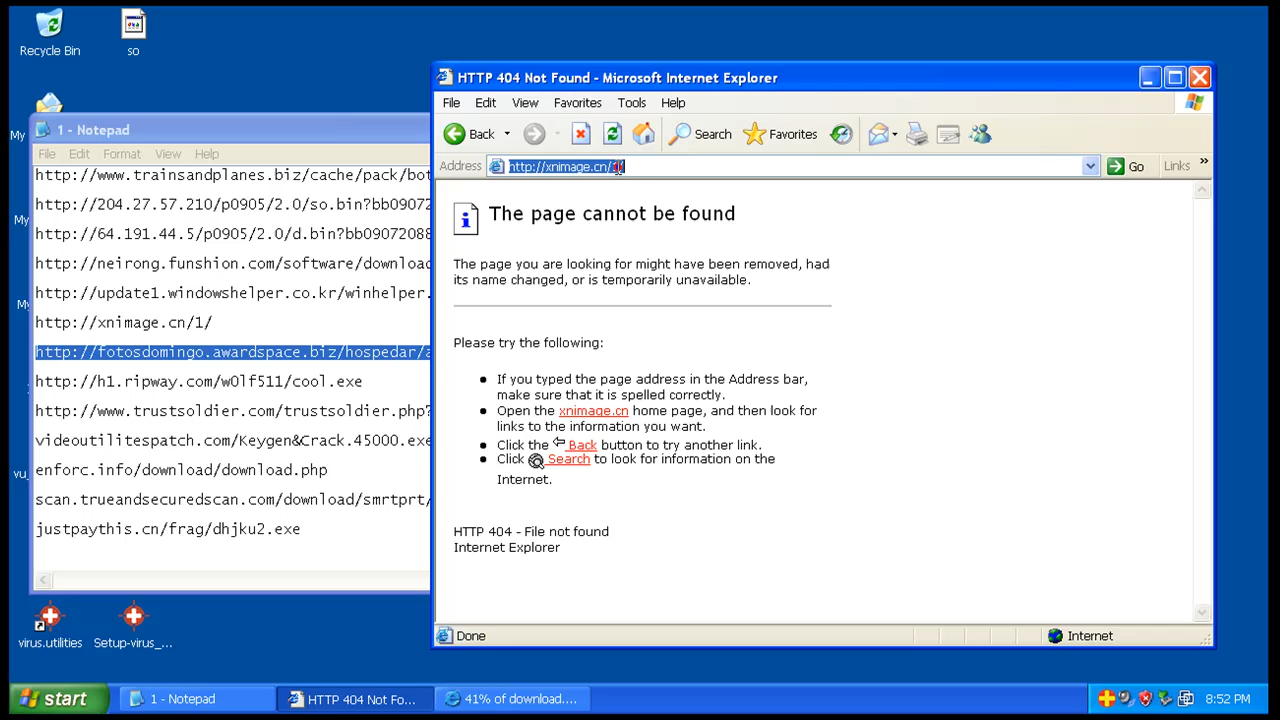 Recycle Bin
so
My
1 - Notepad
File Edit Format View Help
http://www.trainsandplanes.biz/cache/pack/bot
http://204.27.57.210/p0905/2.0/so.bin?bb09072
http://64.191.44.5/p0905/2.0/d.bin?bb09072088
http://neirong.funshion.com/software/download
http://update1.windowshelper.co.kr/winhelper.
http://xnimage.cn/1/
http://fotosdomingo.awardspace.biz/hospedar/a
http://h1.ripway.com/w0lf511/cool.exe
http://www.trustsoldier.com/trustsoldier.php?
videoutilitespatch.com/Keygen&Crack.45000.exe
enforc.info/download/download.php
scan.trueandsecuredscan.com/download/smrtprt/
justpaythis.cn/frag/dhjku2.exe
My
My
vu_
virus.utilities
Setup-virus_...
HTTP 404 Not Found - Microsoft Internet Explorer
File Edit View Favorites Tools Help
Back Search Favorites
Address http://xnimage.cn/1/ Go Links »
The page cannot be found
The page you are looking for might have been removed, had
its name changed, or is temporarily unavailable.
Please try the following:
If you typed the page address in the Address bar,
make sure that it is spelled correctly.
Open the xnimage.cn home page, and then look for
links to the information you want.
Click the Back button to try another link.
Click Search to look for information on the
Internet.
HTTP 404 - File not found
Internet Explorer
Done
Internet
start
1 - Notepad
HTTP 404 Not Fo...
41% of download....
8:52 PM